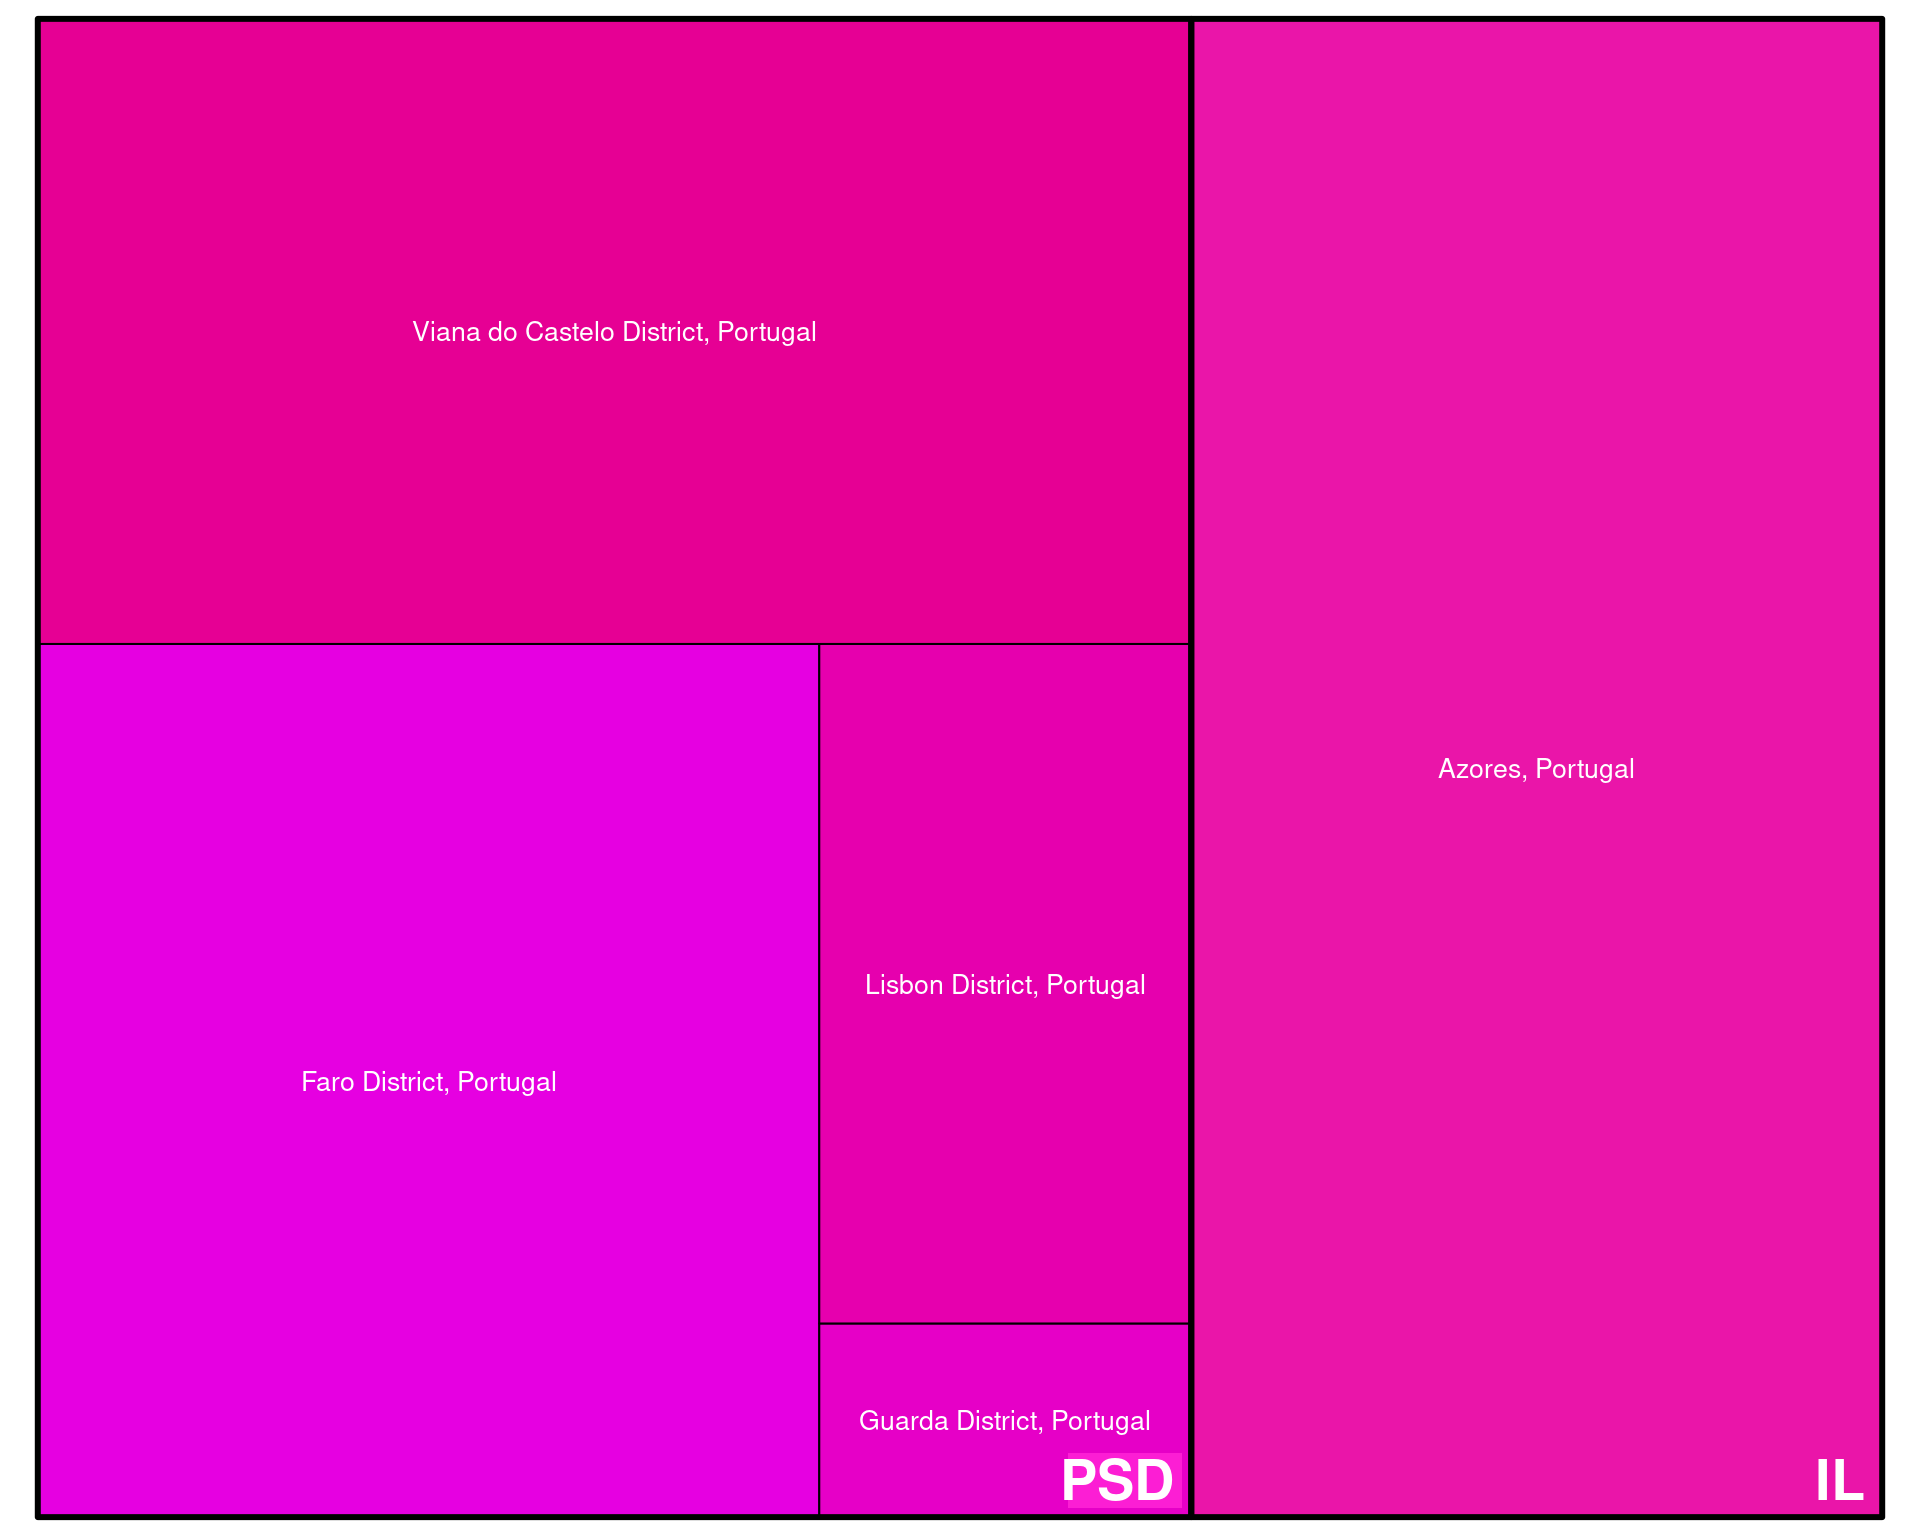 Viana do Castelo District, Portugal
Azores, Portugal
Lisbon District, Portugal
Faro District, Portugal
Guarda District, Portugal
PSD
IL